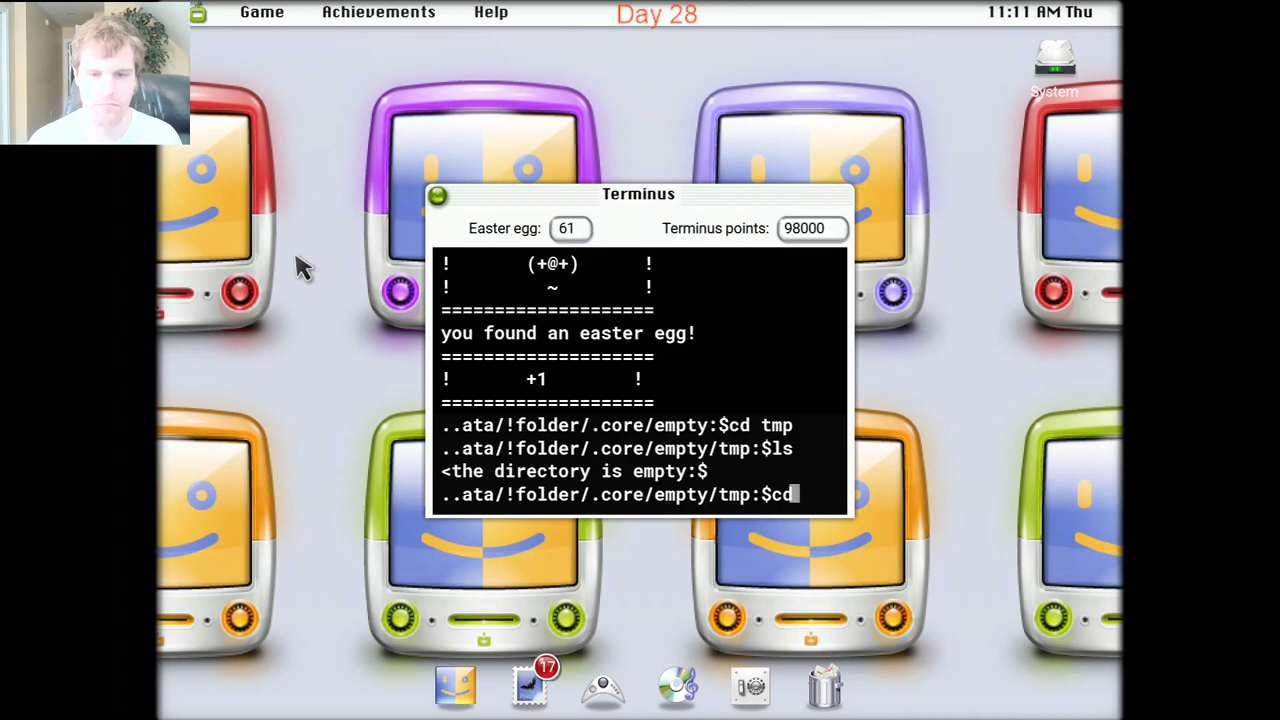 Game Achievements Help Day 28 11:11 AM Thu
System
Terminus
Easter egg: 61 Terminus points: 98000
! (+@+) !
! ~ !
====================
you found an easter egg!
====================
! +1 !
====================
..ata/!folder/.core/empty:$cd tmp
..ata/!folder/.core/empty/tmp:$ls
<the directory is empty:$
..ata/!folder/.core/empty/tmp:$cd
17